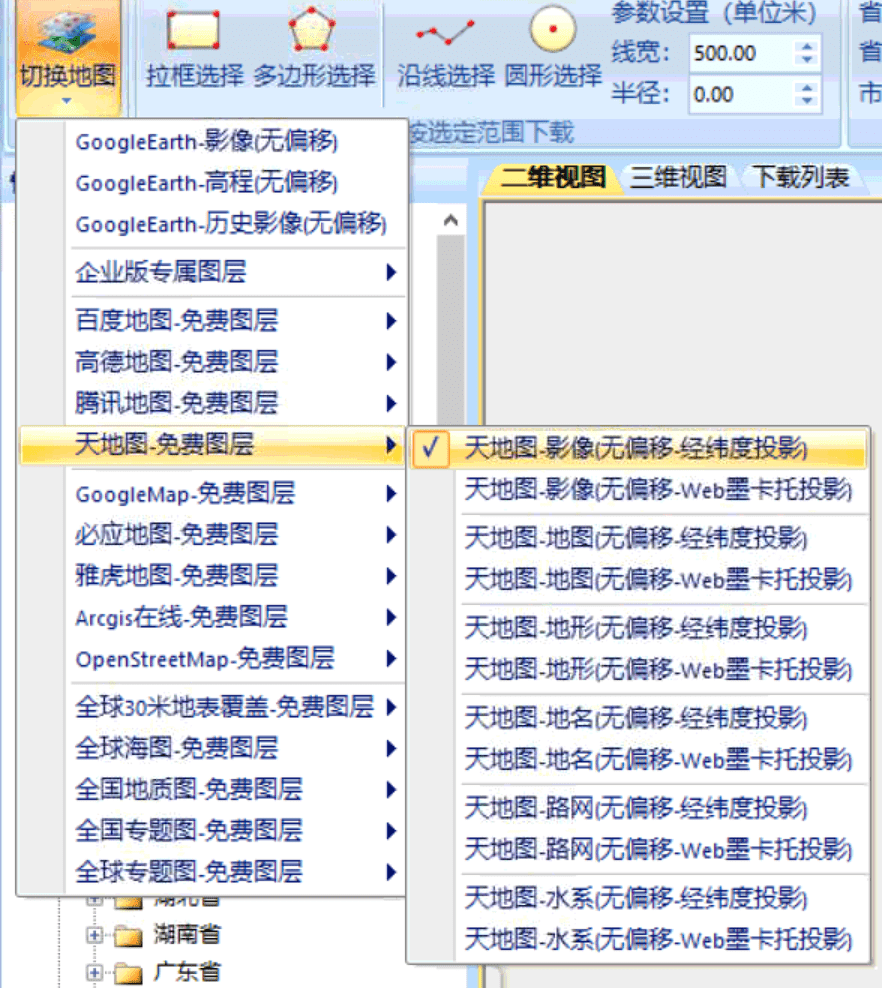 参数设置（单位米）
省
切换地图
拉框选择
多边形选择
沿线选择
圆形选择
线宽：
500.00
省
半径：
0.00
市
按选定范围下载
GoogleEarth-影像(无偏移)
GoogleEarth-高程(无偏移)
GoogleEarth-历史影像(无偏移)
企业版专属图层
百度地图-免费图层
高德地图-免费图层
腾讯地图-免费图层
天地图-免费图层
GoogleMap-免费图层
必应地图-免费图层
雅虎地图-免费图层
Arcgis在线-免费图层
OpenStreetMap-免费图层
全球30米地表覆盖-免费图层
全球海图-免费图层
全国地质图-免费图层
全国专题图-免费图层
全球专题图-免费图层
二维视图
三维视图
下载列表
天地图-影像(无偏移-经纬度投影)
天地图-影像(无偏移-Web墨卡托投影)
天地图-地图(无偏移-经纬度投影)
天地图-地图(无偏移-Web墨卡托投影)
天地图-地形(无偏移-经纬度投影)
天地图-地形(无偏移-Web墨卡托投影)
天地图-地名(无偏移-经纬度投影)
天地图-地名(无偏移-Web墨卡托投影)
天地图-路网(无偏移-经纬度投影)
天地图-路网(无偏移-Web墨卡托投影)
天地图-水系(无偏移-经纬度投影)
天地图-水系(无偏移-Web墨卡托投影)
湖北省
湖南省
广东省